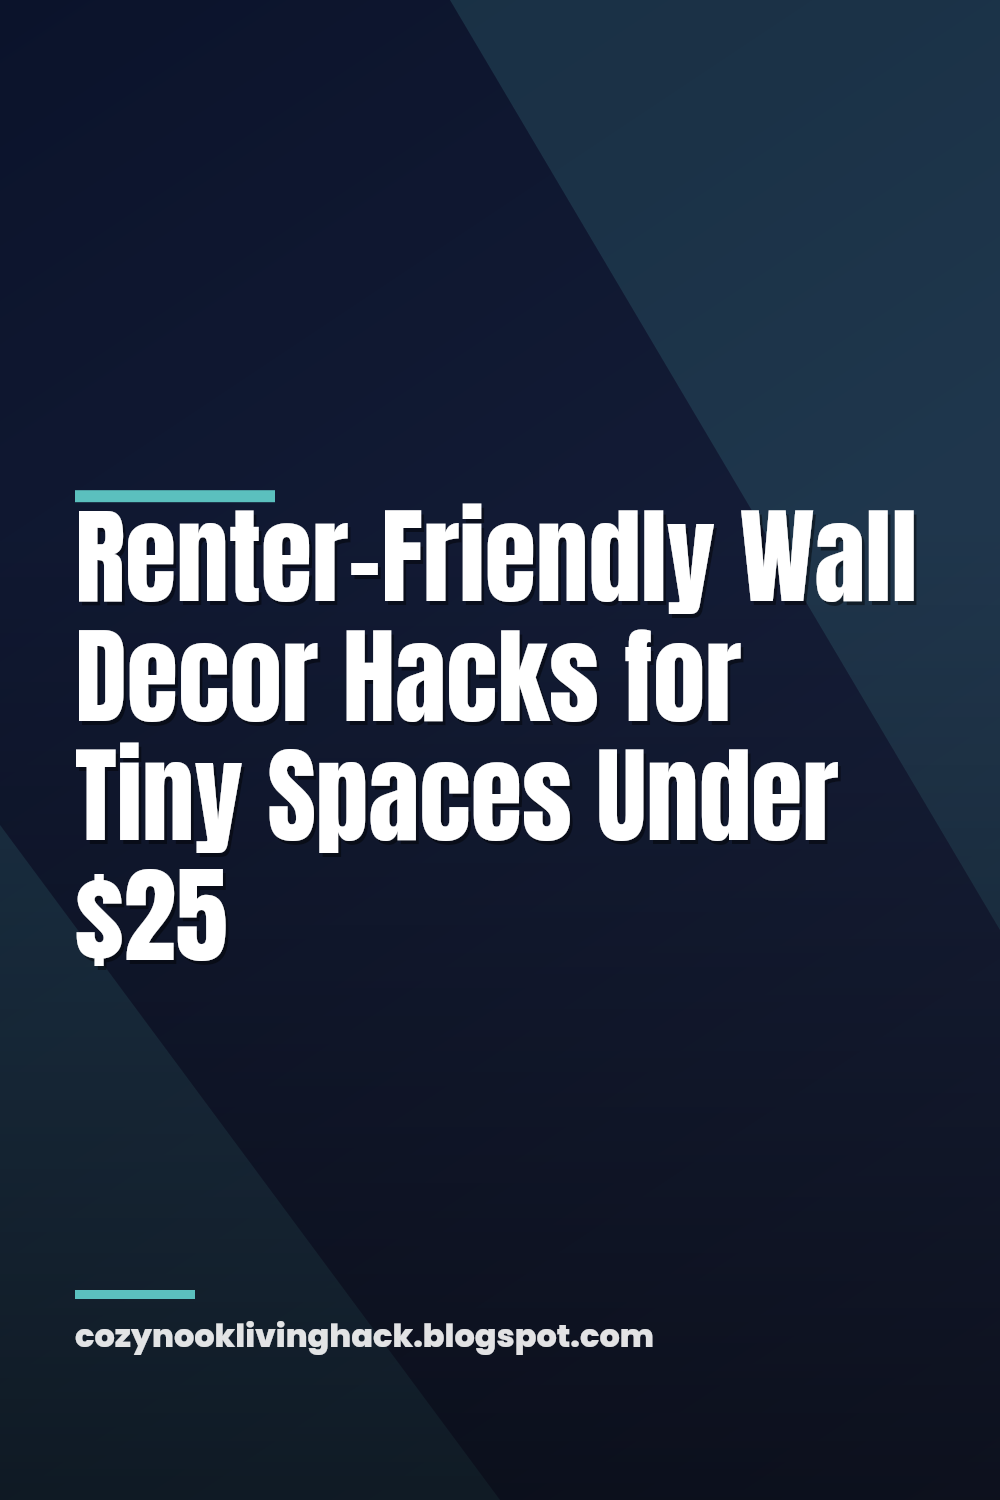 Renter-Friendly Wall
Decor Hacks for
Tiny Spaces Under
$25
cozynooklivinghack.blogspot.com